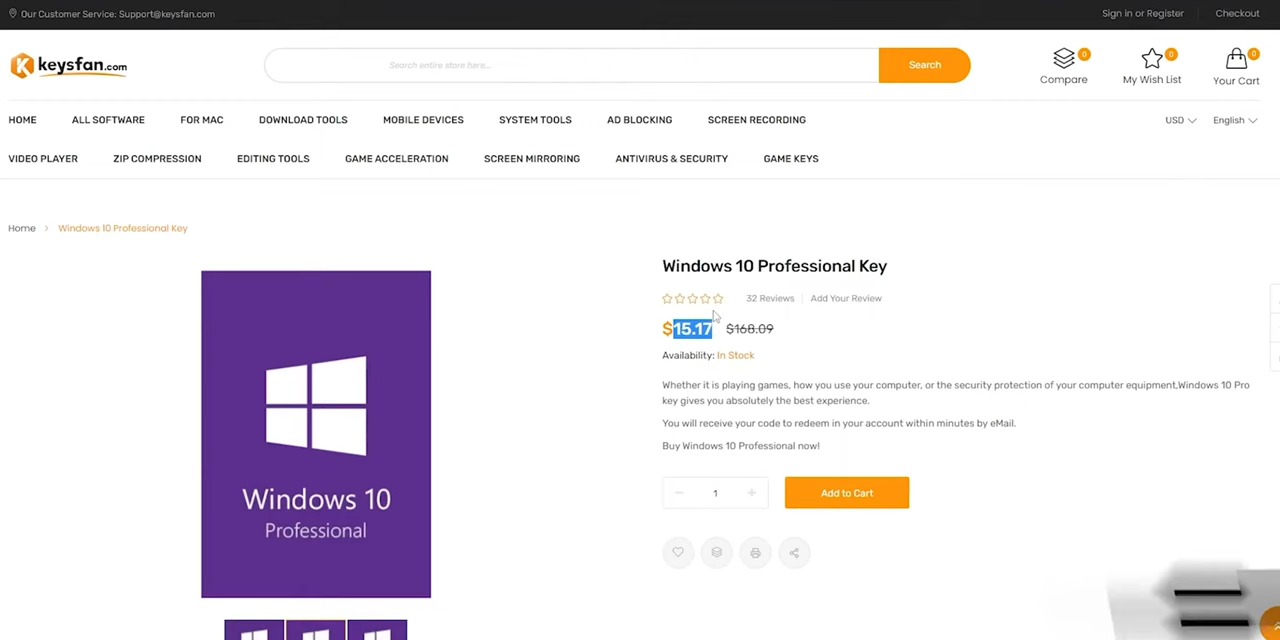 Our Customer Service: Support@keysfan.com
Sign in or Register
Checkout
keysfan.com
Search entire store here...
Search
0
Compare
0
My Wish List
0
Your Cart
HOME
ALL SOFTWARE
FOR MAC
DOWNLOAD TOOLS
MOBILE DEVICES
SYSTEM TOOLS
AD BLOCKING
SCREEN RECORDING
USD
English
VIDEO PLAYER
ZIP COMPRESSION
EDITING TOOLS
GAME ACCELERATION
SCREEN MIRRORING
ANTIVIRUS & SECURITY
GAME KEYS
Home > Windows 10 Professional Key
Windows 10
Professional
Windows 10 Professional Key
32 Reviews
Add Your Review
$15.17 $168.09
Availability: In Stock
Whether it is playing games, how you use your computer, or the security protection of your computer equipment,Windows 10 Pro
key gives you absolutely the best experience.
You will receive your code to redeem in your account within minutes by eMail.
Buy Windows 10 Professional now!
− 1 +
Add to Cart